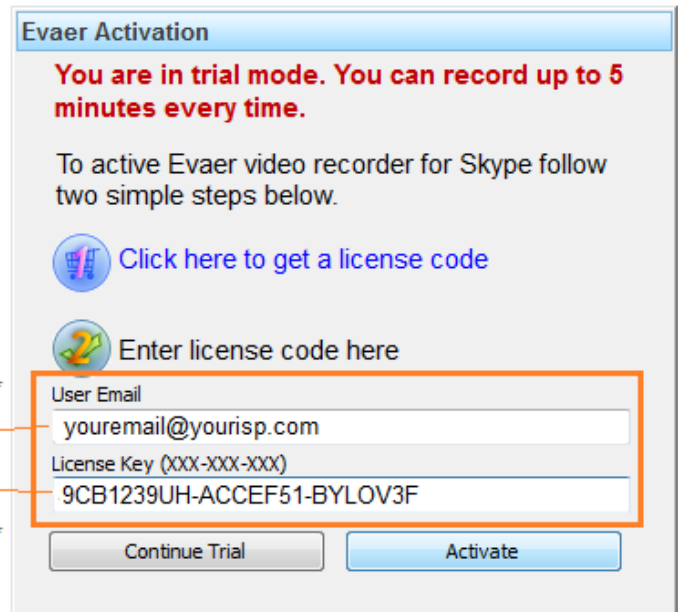 Evaer Activation
You are in trial mode. You can record up to 5
minutes every time.
To active Evaer video recorder for Skype follow
two simple steps below.
1 Click here to get a license code
2 Enter license code here
User Email
youremail@yourisp.com
License Key (XXX-XXX-XXX)
9CB1239UH-ACCEF51-BYLOV3F
Continue Trial Activate